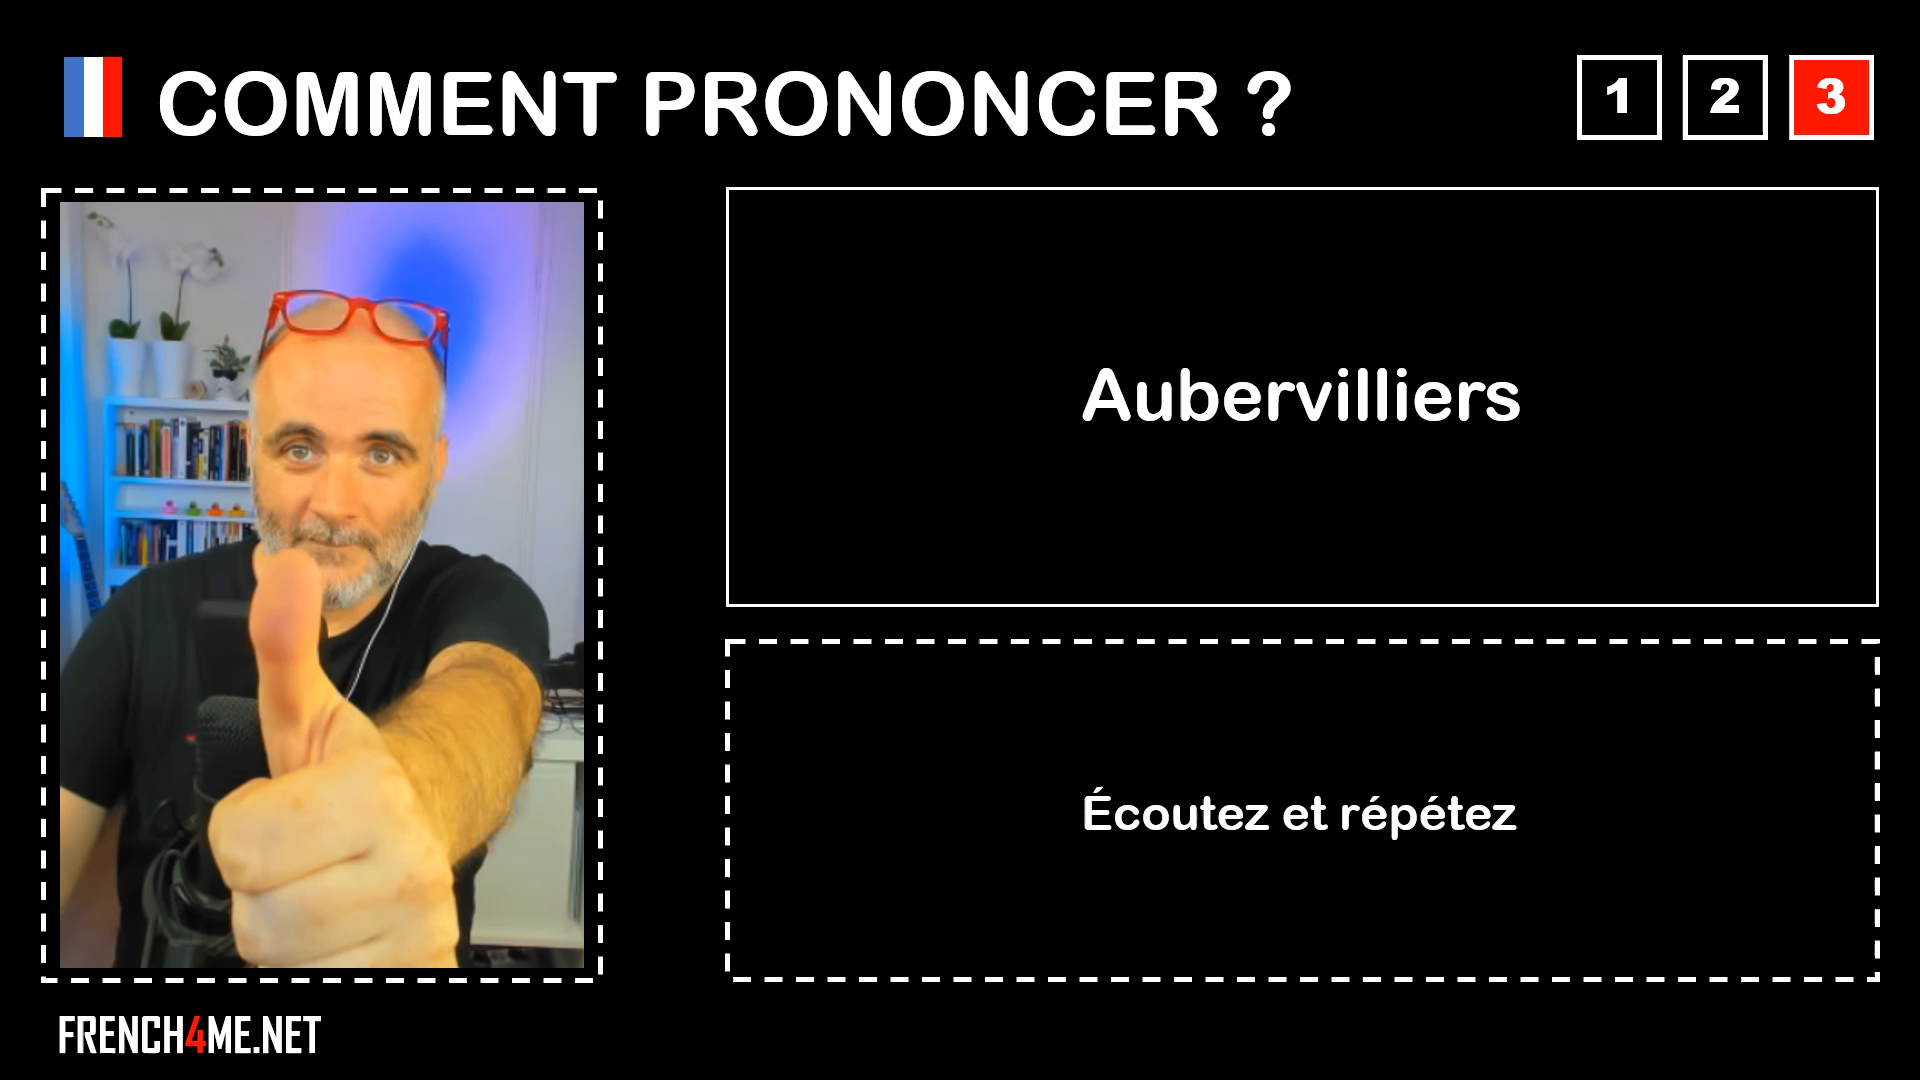 COMMENT PRONONCER ?
1 2 3
Aubervilliers
Écoutez et répétez
FRENCH4ME.NET